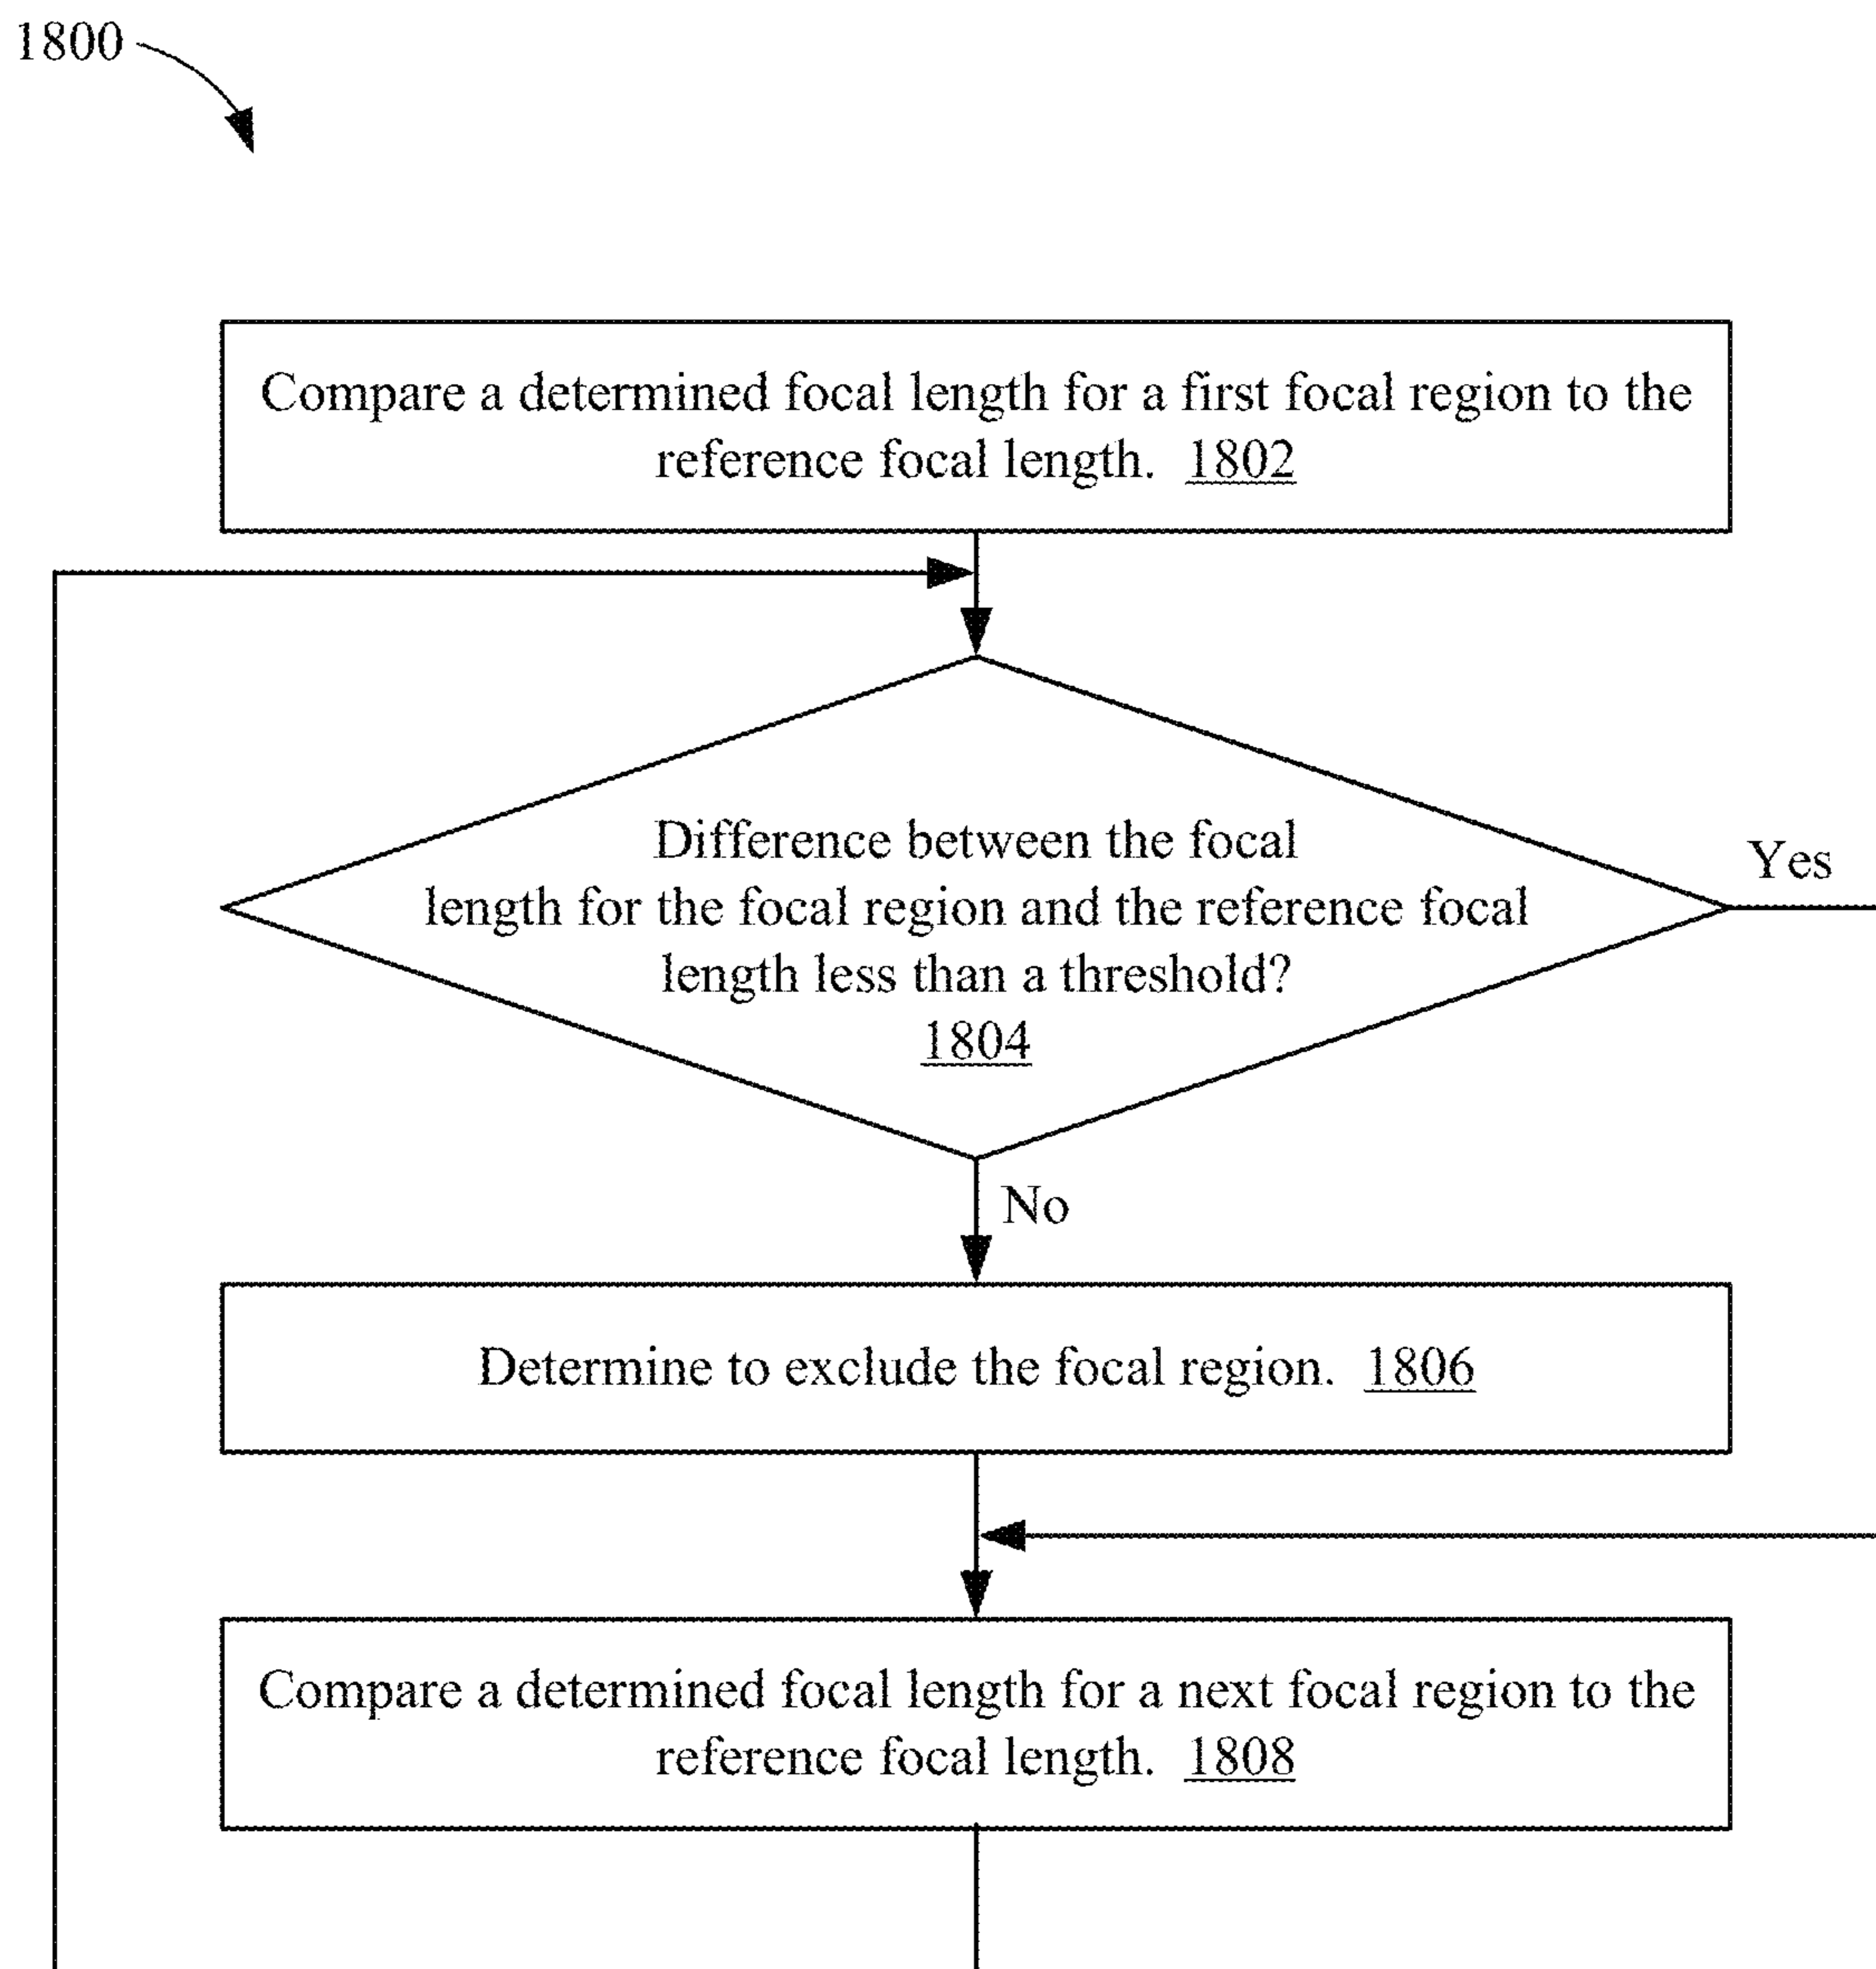 1800
Compare a determined focal length for a first focal region to the
reference focal length. 1802
Difference between the focal
length for the focal region and the reference focal
length less than a threshold?
1804
Yes
No
Determine to exclude the focal region. 1806
Compare a determined focal length for a next focal region to the
reference focal length. 1808